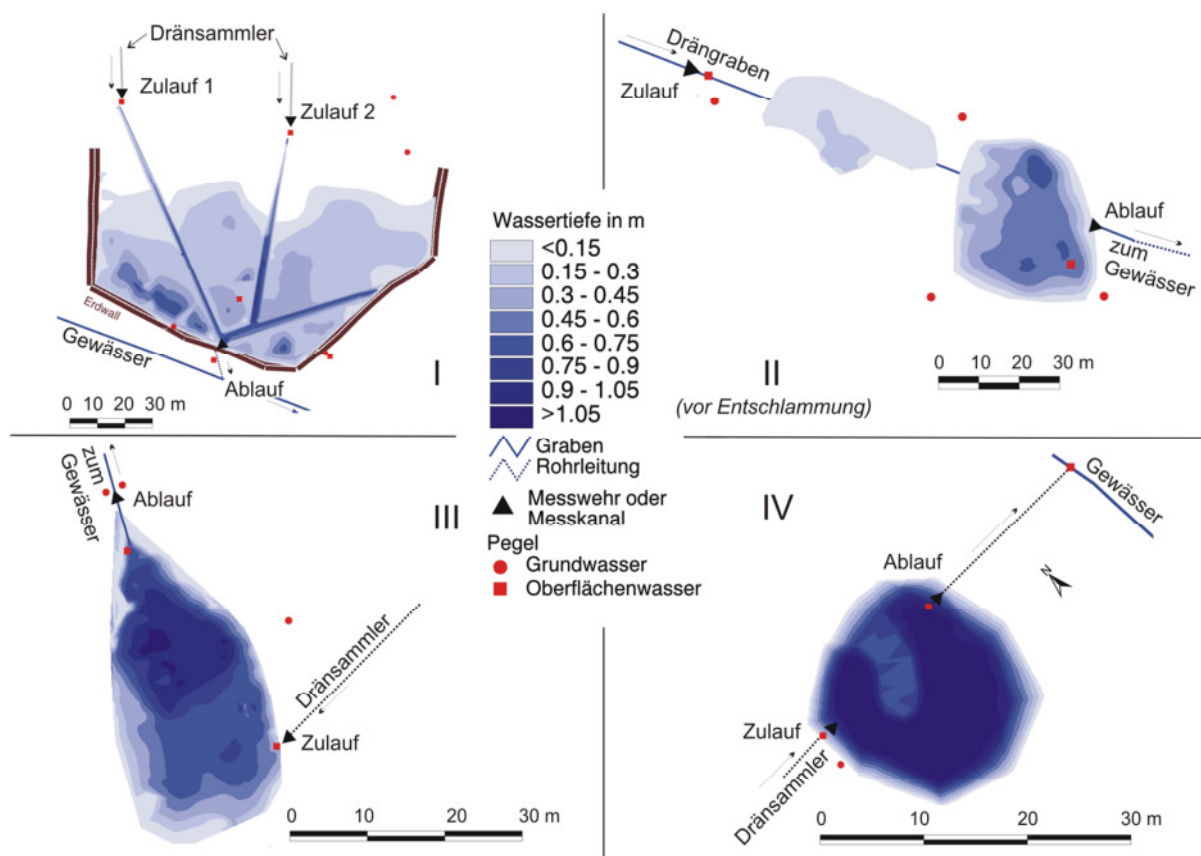 Dränsammler
Zulauf 1
Zulauf 2
Erdwall
Gewässer
Ablauf
I
0 10 20 30 m
Drängraben
Zulauf
Ablauf
zum
Gewässer
II
(vor Entschlammung)
0 10 20 30 m
Wassertiefe in m
<0.15
0.15 - 0.3
0.3 - 0.45
0.45 - 0.6
0.6 - 0.75
0.75 - 0.9
0.9 - 1.05
>1.05
Graben
Rohrleitung
Messwehr oder
Messkanal
Pegel
Grundwasser
Oberflächenwasser
zum
Gewässer
Ablauf
III
Dränsammler
Zulauf
0 10 20 30 m
IV
Gewässer
N
Ablauf
Zulauf
Dränsammler
0 10 20 30 m